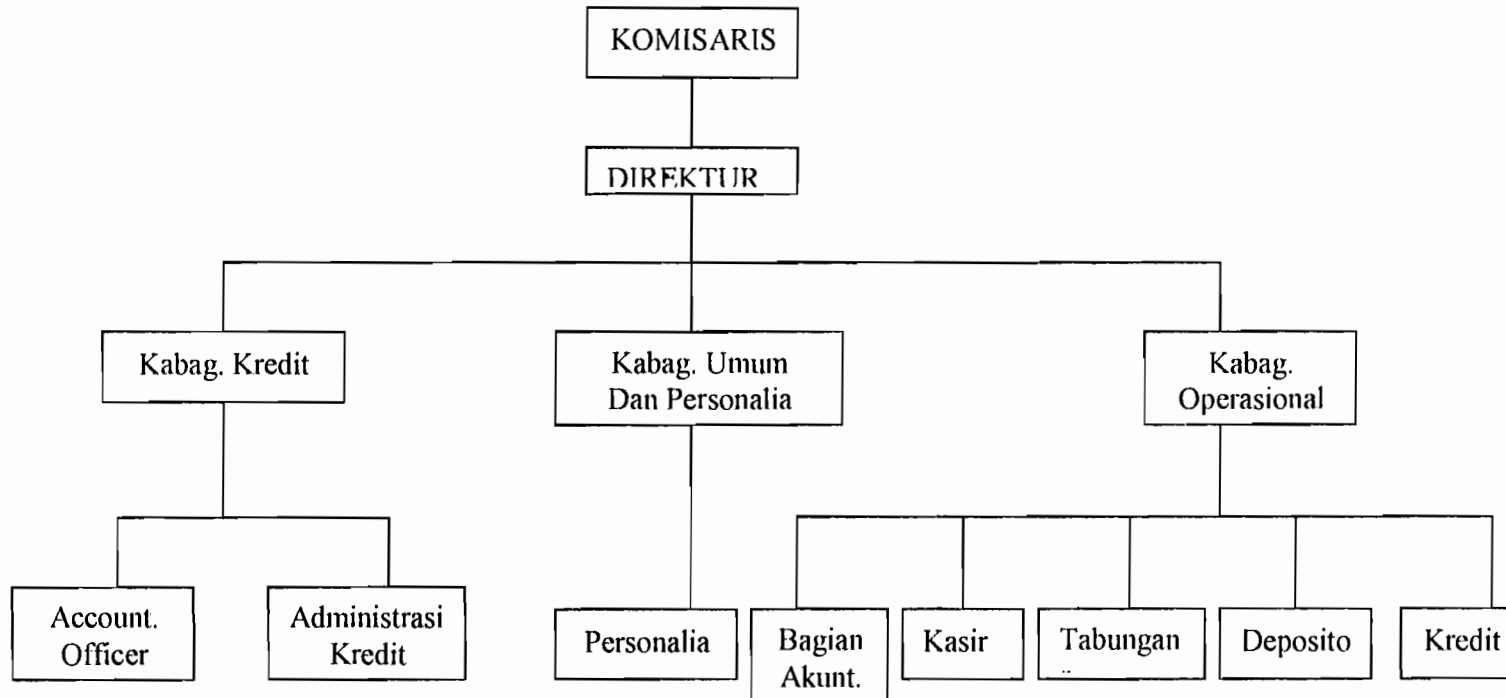 KOMISARIS
DIREKTUR
Kabag. Kredit
Kabag. Umum
Dan Personalia
Kabag.
Operasional
Account.
Officer
Administrasi
Kredit
Personalia
Bagian
Akunt.
Kasir
Tabungan
Deposito
Kredit